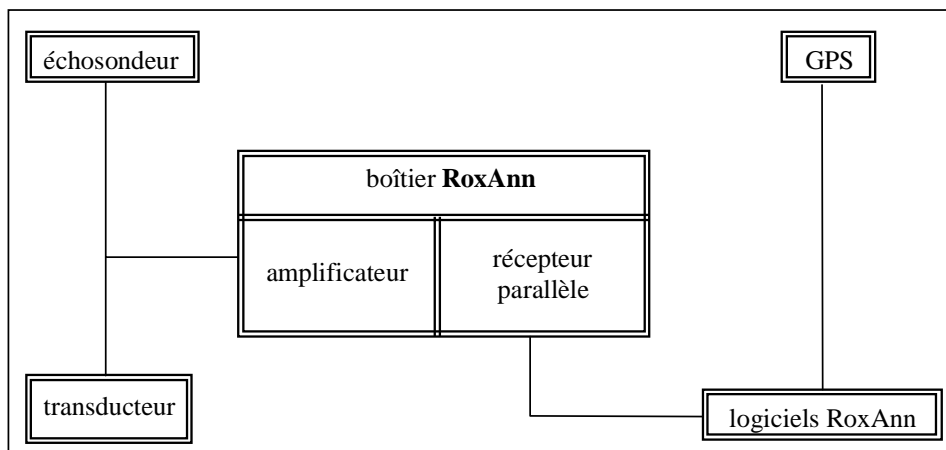 échosondeur
GPS
boîtier RoxAnn
amplificateur
récepteur
parallèle
transducteur
logiciels RoxAnn